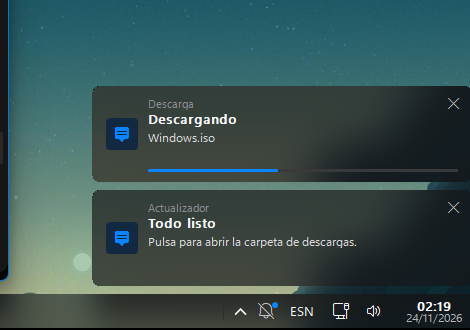 Descarga
Descargando
Windows.iso
Actualizador
Todo listo
Pulsa para abrir la carpeta de descargas.
ESN
02:19
24/11/2026